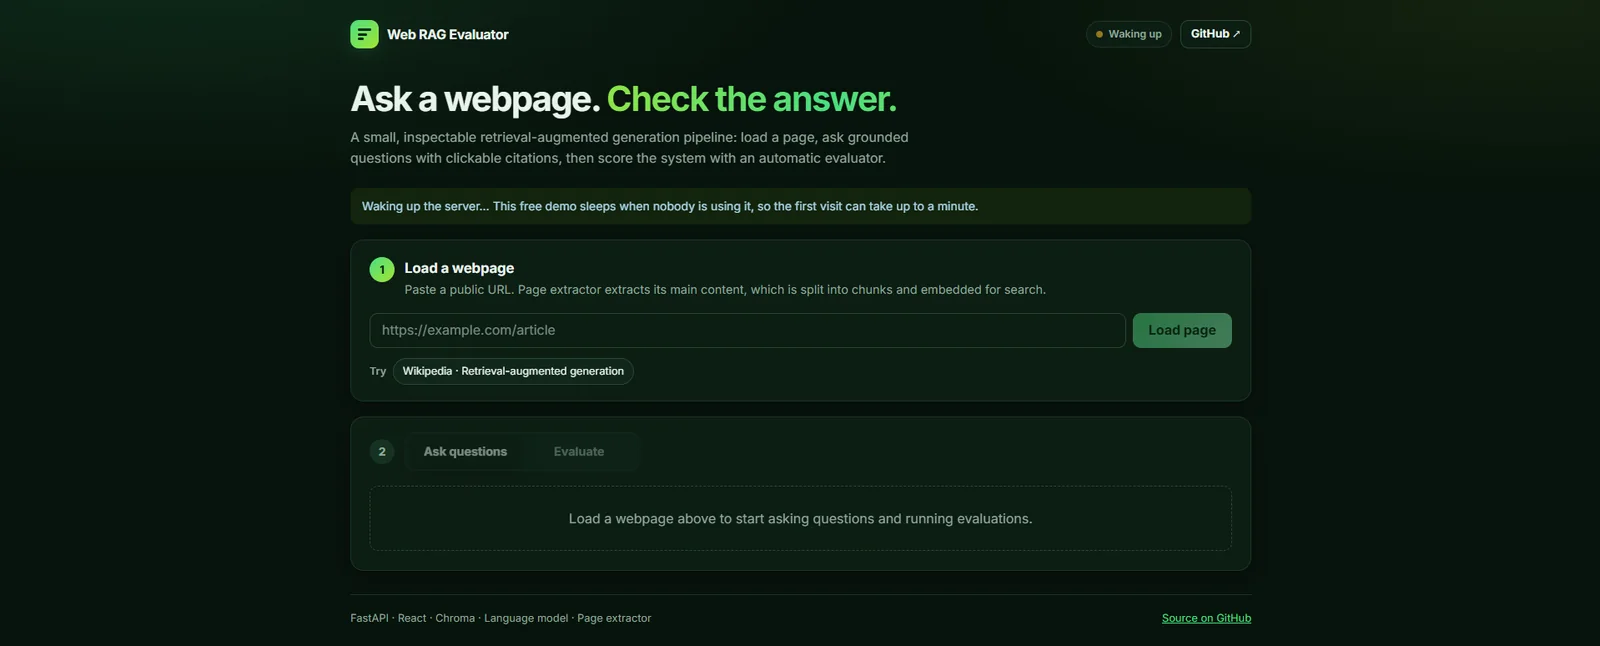 Web RAG Evaluator
Waking up
GitHub ↗
Ask a webpage. Check the answer.
A small, inspectable retrieval-augmented generation pipeline: load a page, ask grounded
questions with clickable citations, then score the system with an automatic evaluator.
Waking up the server... This free demo sleeps when nobody is using it, so the first visit can take up to a minute.
1
Load a webpage
Paste a public URL. Page extractor extracts its main content, which is split into chunks and embedded for search.
https://example.com/article
Load page
Try
Wikipedia · Retrieval-augmented generation
2
Ask questions
Evaluate
Load a webpage above to start asking questions and running evaluations.
FastAPI · React · Chroma · Language model · Page extractor
Source on GitHub